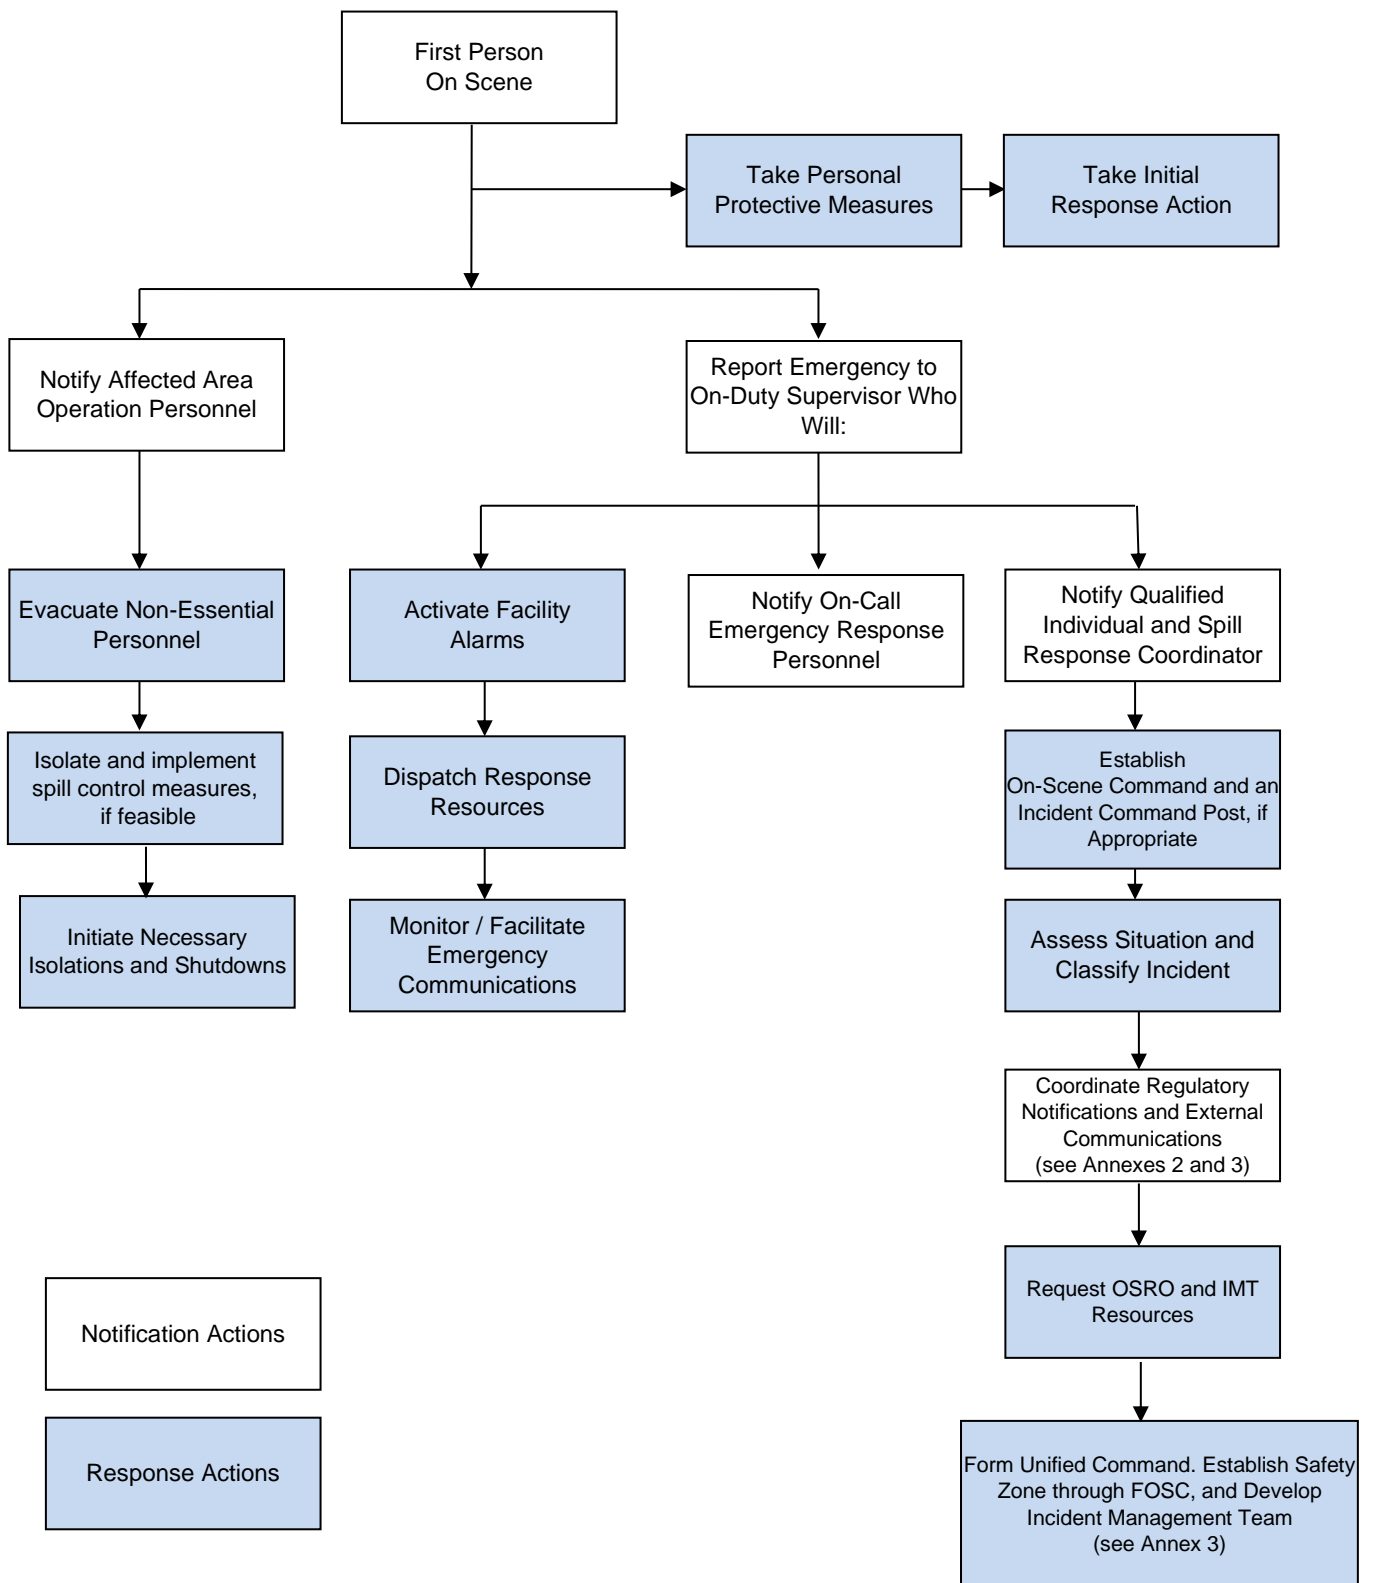 First Person
On Scene
Take Personal
Protective Measures
Take Initial
Response Action
Notify Affected Area
Operation Personnel
Report Emergency to
On-Duty Supervisor Who
Will:
Evacuate Non-Essential
Personnel
Activate Facility
Alarms
Notify On-Call
Emergency Response
Personnel
Notify Qualified
Individual and Spill
Response Coordinator
Isolate and implement
spill control measures,
if feasible
Dispatch Response
Resources
Establish
On-Scene Command and an
Incident Command Post, if
Appropriate
Initiate Necessary
Isolations and Shutdowns
Monitor / Facilitate
Emergency
Communications
Assess Situation and
Classify Incident
Coordinate Regulatory
Notifications and External
Communications
(see Annexes 2 and 3)
Request OSRO and IMT
Resources
Notification Actions
Response Actions
Form Unified Command. Establish Safety
Zone through FOSC, and Develop
Incident Management Team
(see Annex 3)